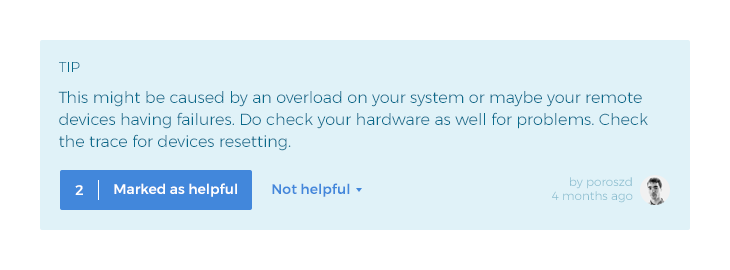 TIP
This might be caused by an overload on your system or maybe your remote
devices having failures. Do check your hardware as well for problems. Check
the trace for devices resetting.
2 Marked as helpful Not helpful
by poroszd
4 months ago